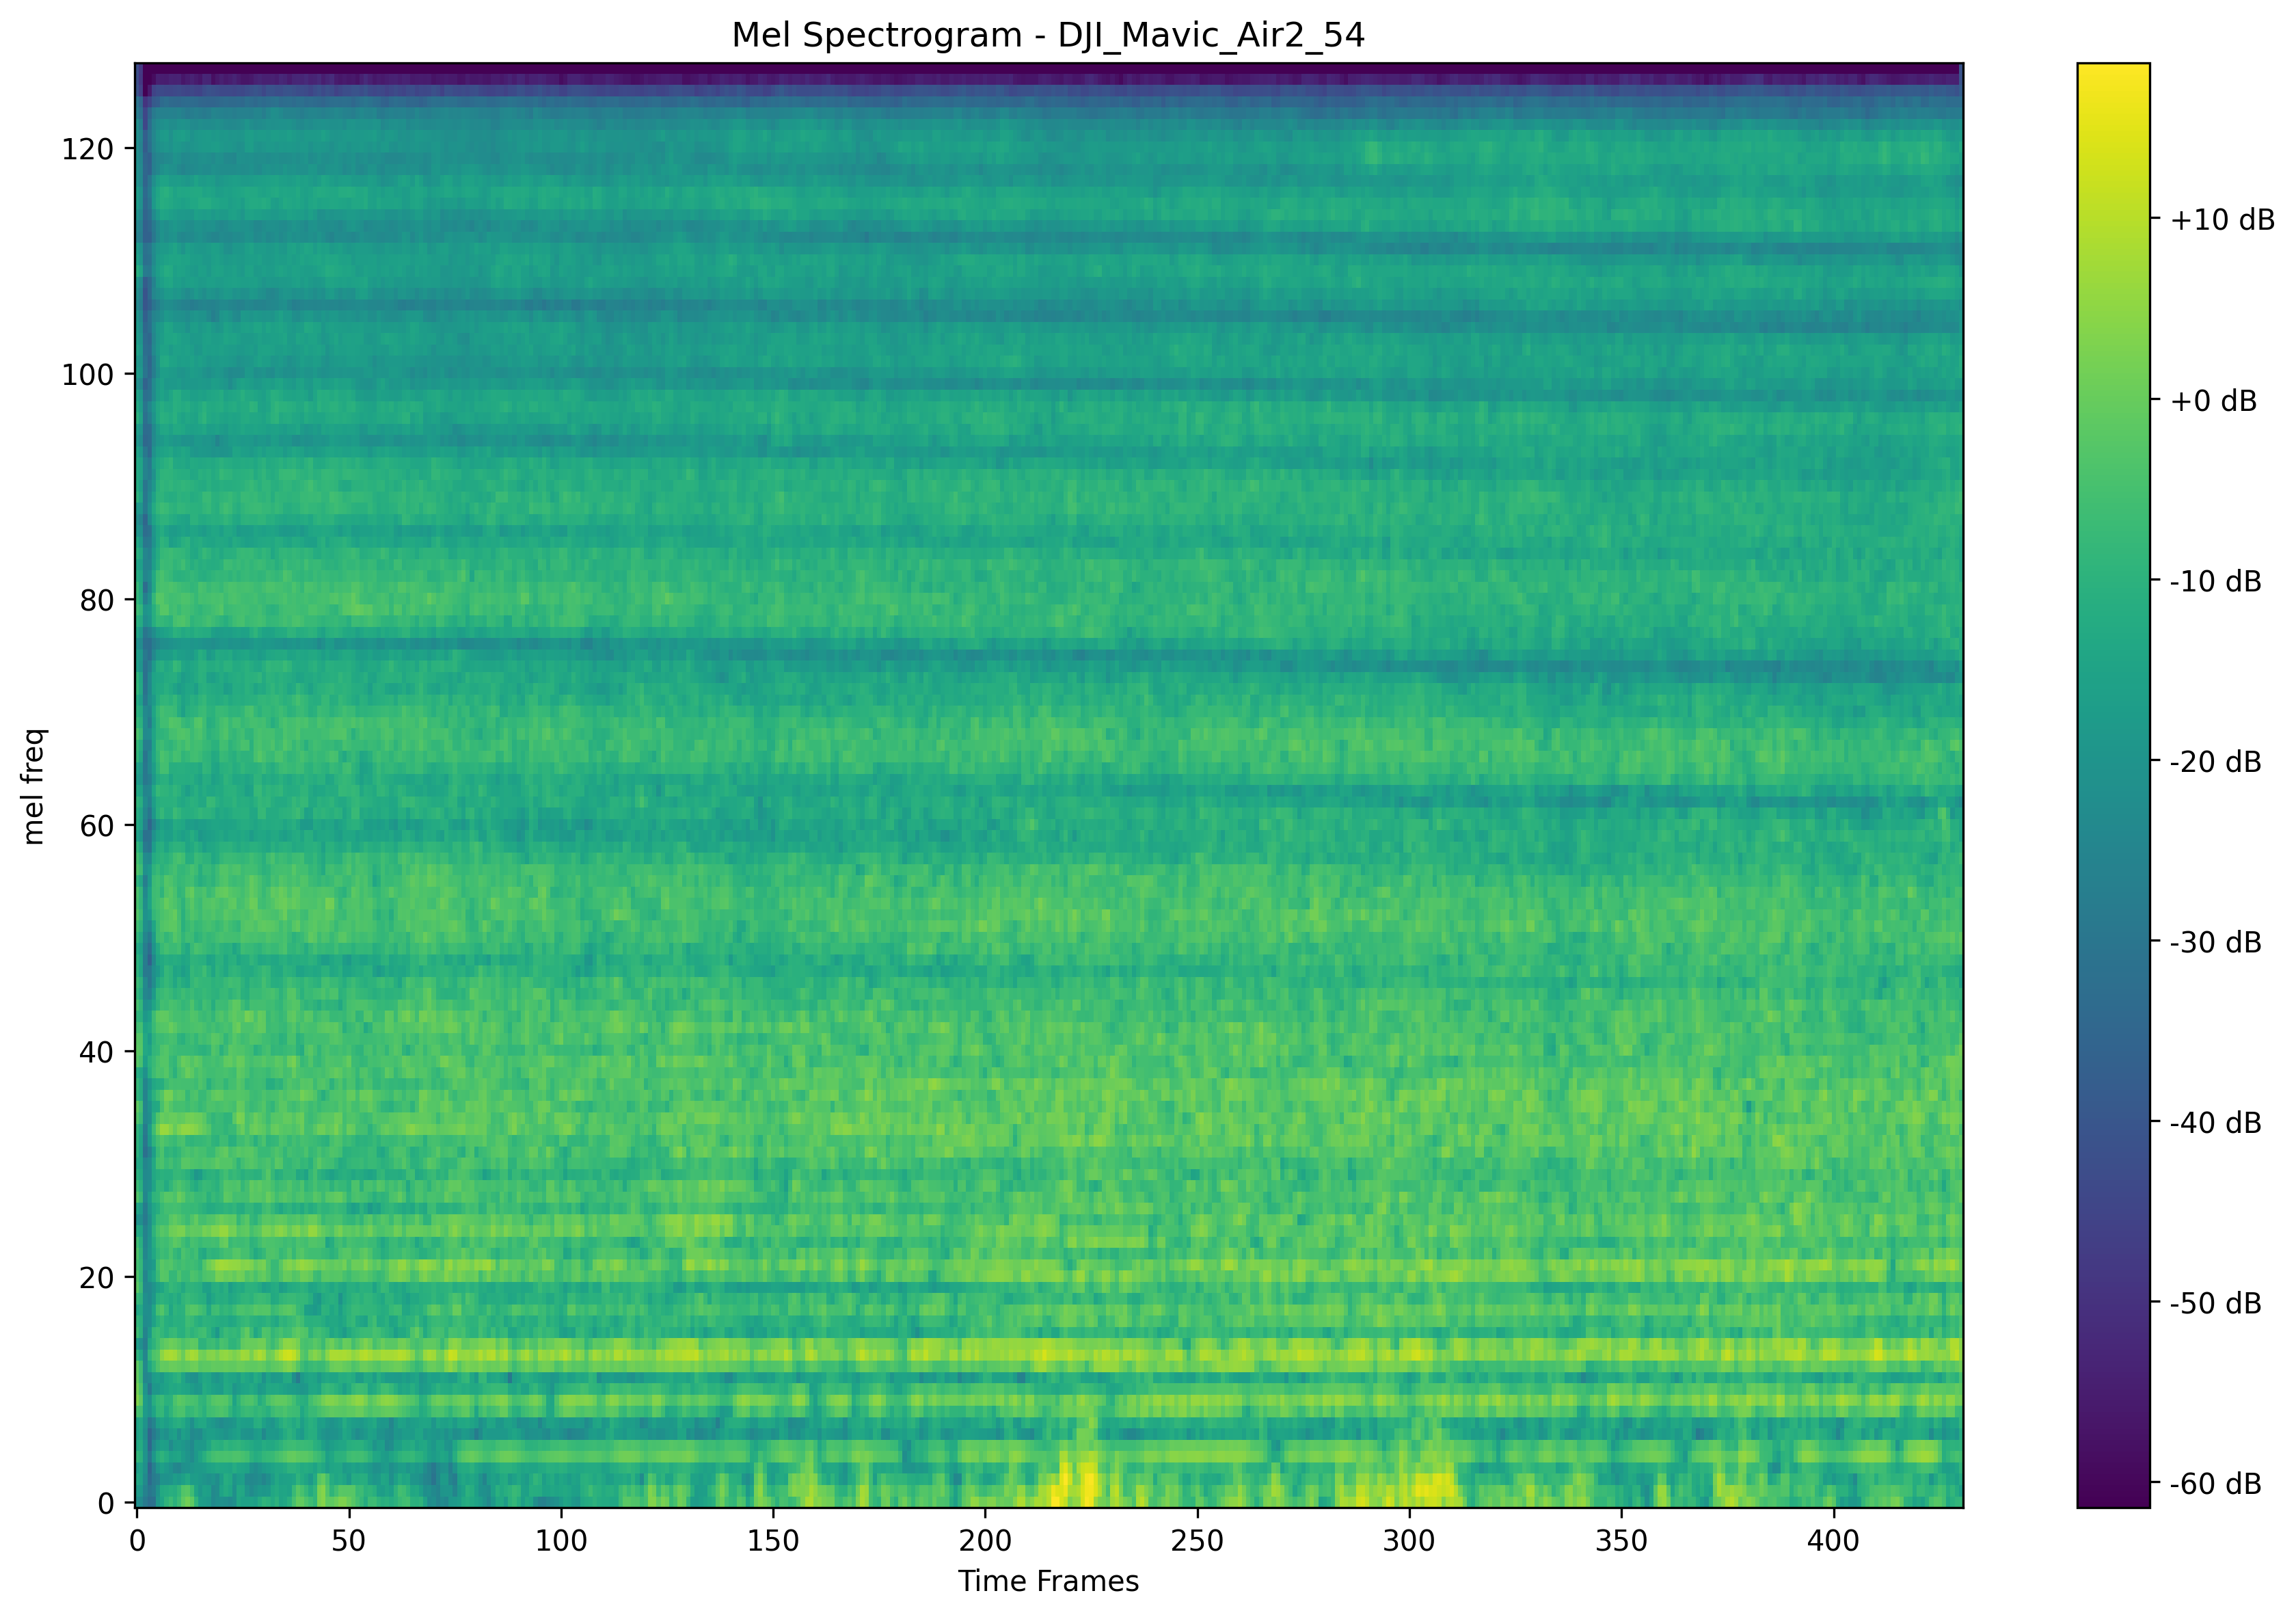 Mel Spectrogram - DJI_Mavic_Air2_54
mel freq
120
100
80
60
40
20
0
0 50 100 150 200 250 300 350 400
Time Frames
+10 dB
+0 dB
-10 dB
-20 dB
-30 dB
-40 dB
-50 dB
-60 dB